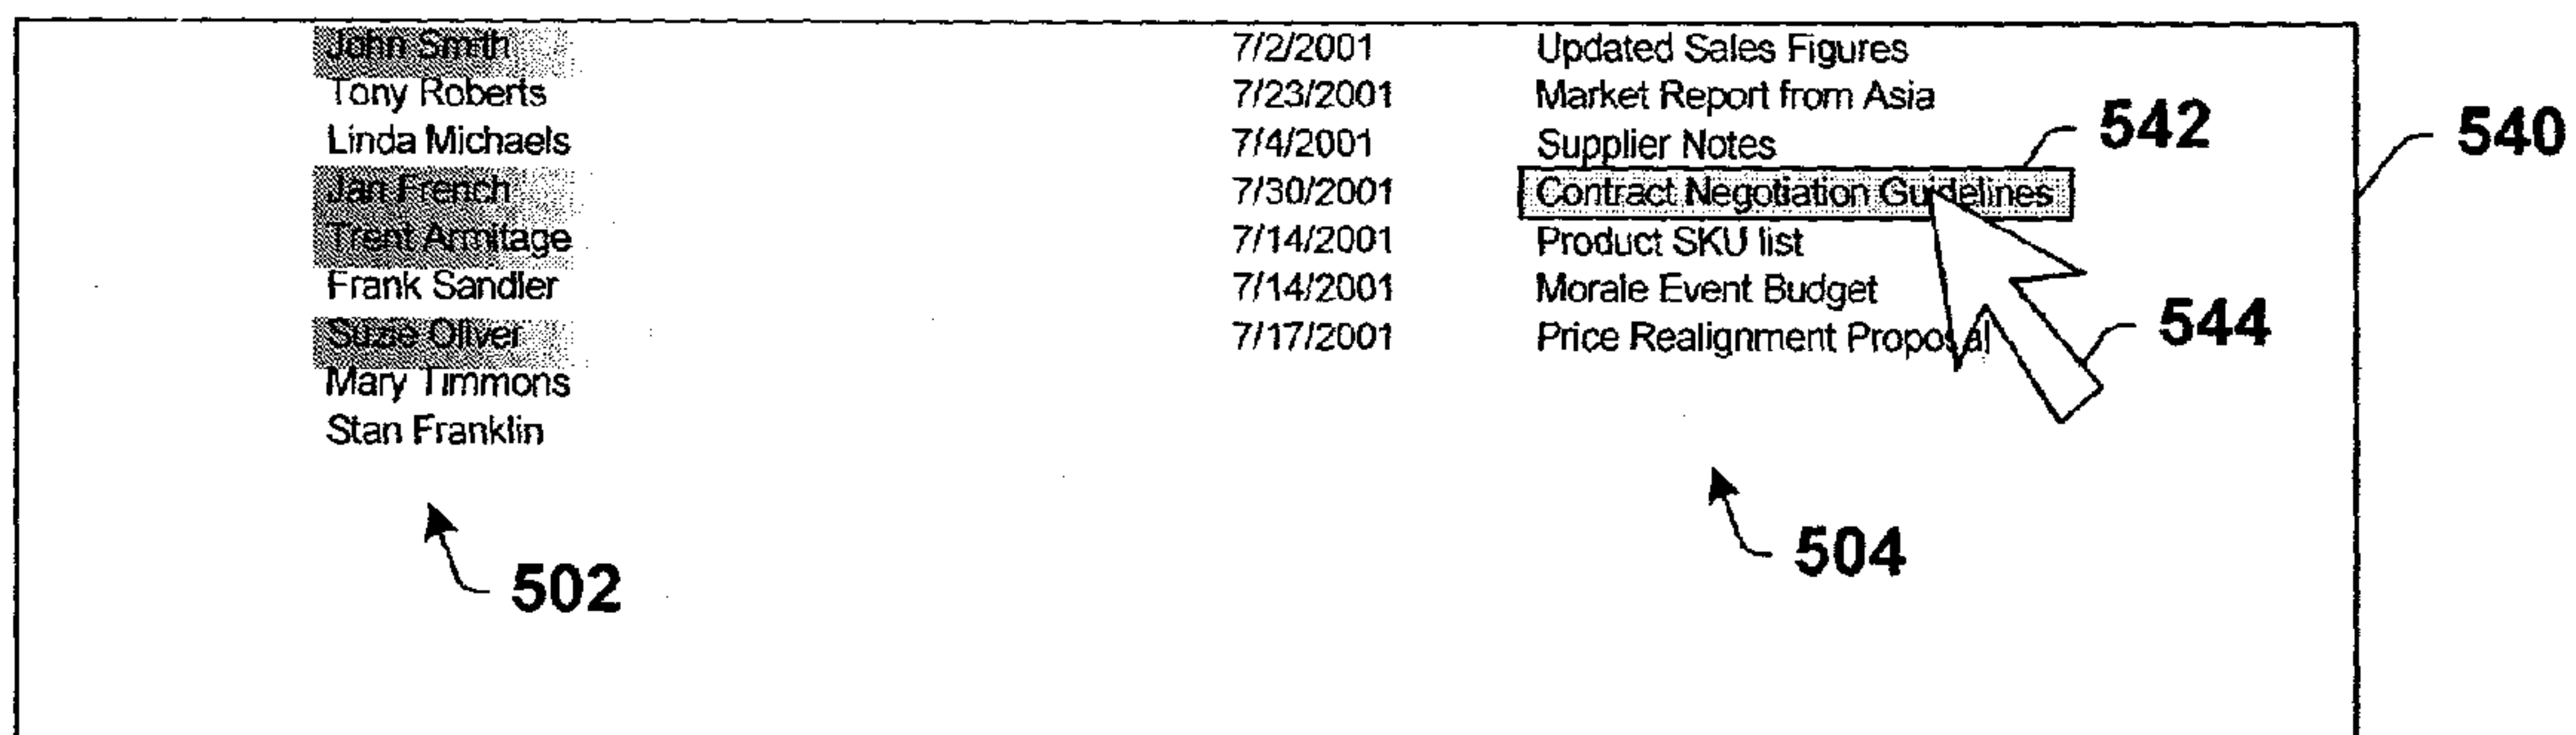 John Smith 7/2/2001 Updated Sales Figures
Tony Roberts 7/23/2001 Market Report from Asia
Linda Michaels 7/4/2001 Supplier Notes
542
540
Jan French 7/30/2001 Contract Negotiation Guidelines
Trent Armitage 7/14/2001 Product SKU list
Frank Sandler 7/14/2001 Morale Event Budget
544
Suzie Oliver 7/17/2001 Price Realignment Proposal
Mary Timmons
Stan Franklin
504
502